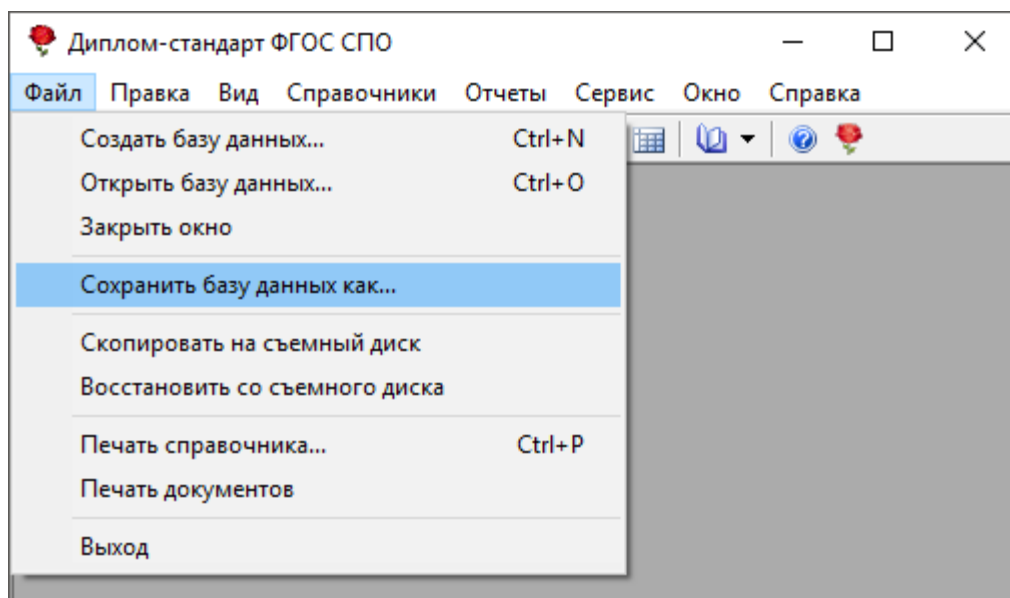 Диплом-стандарт ФГОС СПО
Файл Правка Вид Справочники Отчеты Сервис Окно Справка
Создать базу данных... Ctrl+N
Открыть базу данных... Ctrl+O
Закрыть окно
Сохранить базу данных как...
Скопировать на съемный диск
Восстановить со съемного диска
Печать справочника... Ctrl+P
Печать документов
Выход